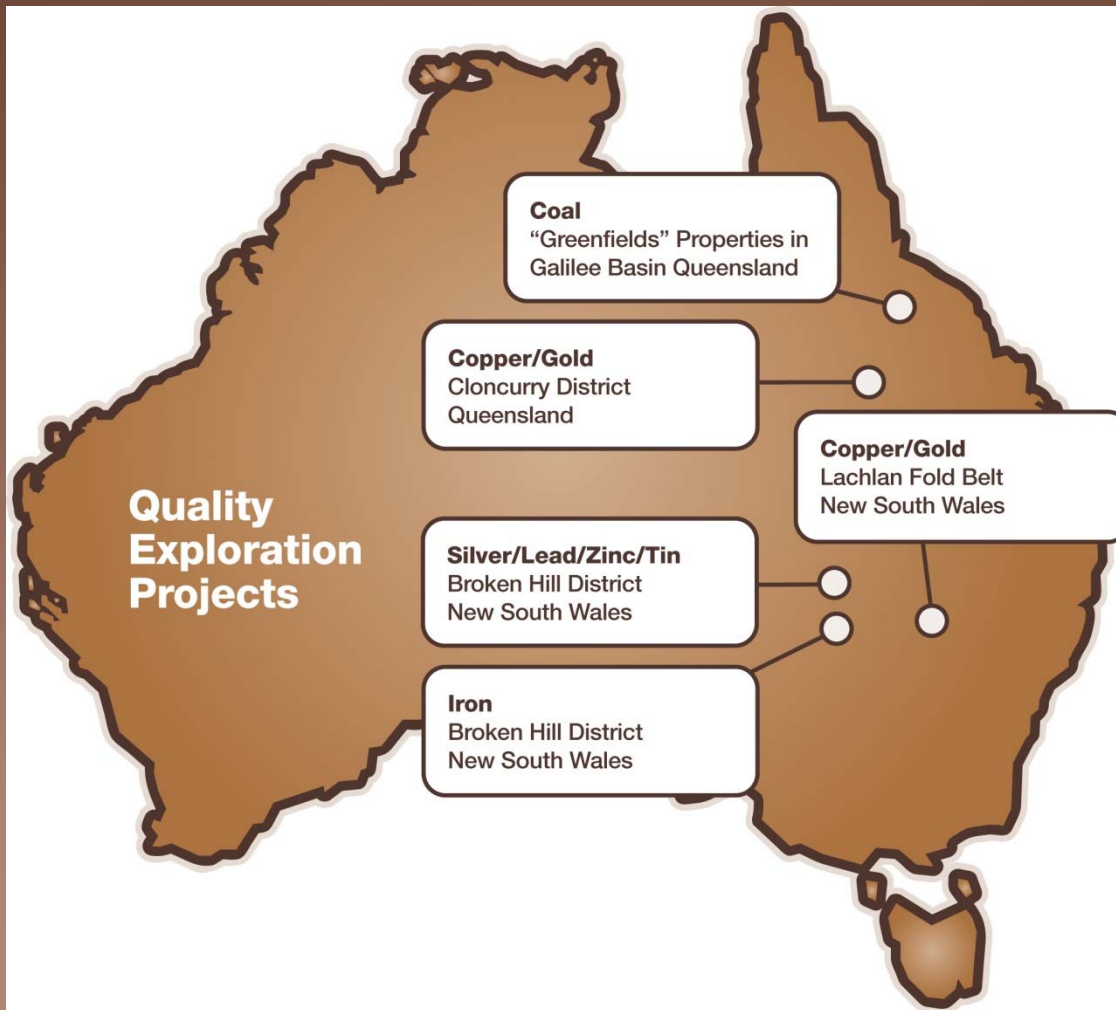 Coal
“Greenfields” Properties in
Galilee Basin Queensland
Copper/Gold
Cloncurry District
Queensland
Copper/Gold
Lachlan Fold Belt
New South Wales
Quality
Exploration
Projects
Silver/Lead/Zinc/Tin
Broken Hill District
New South Wales
Iron
Broken Hill District
New South Wales